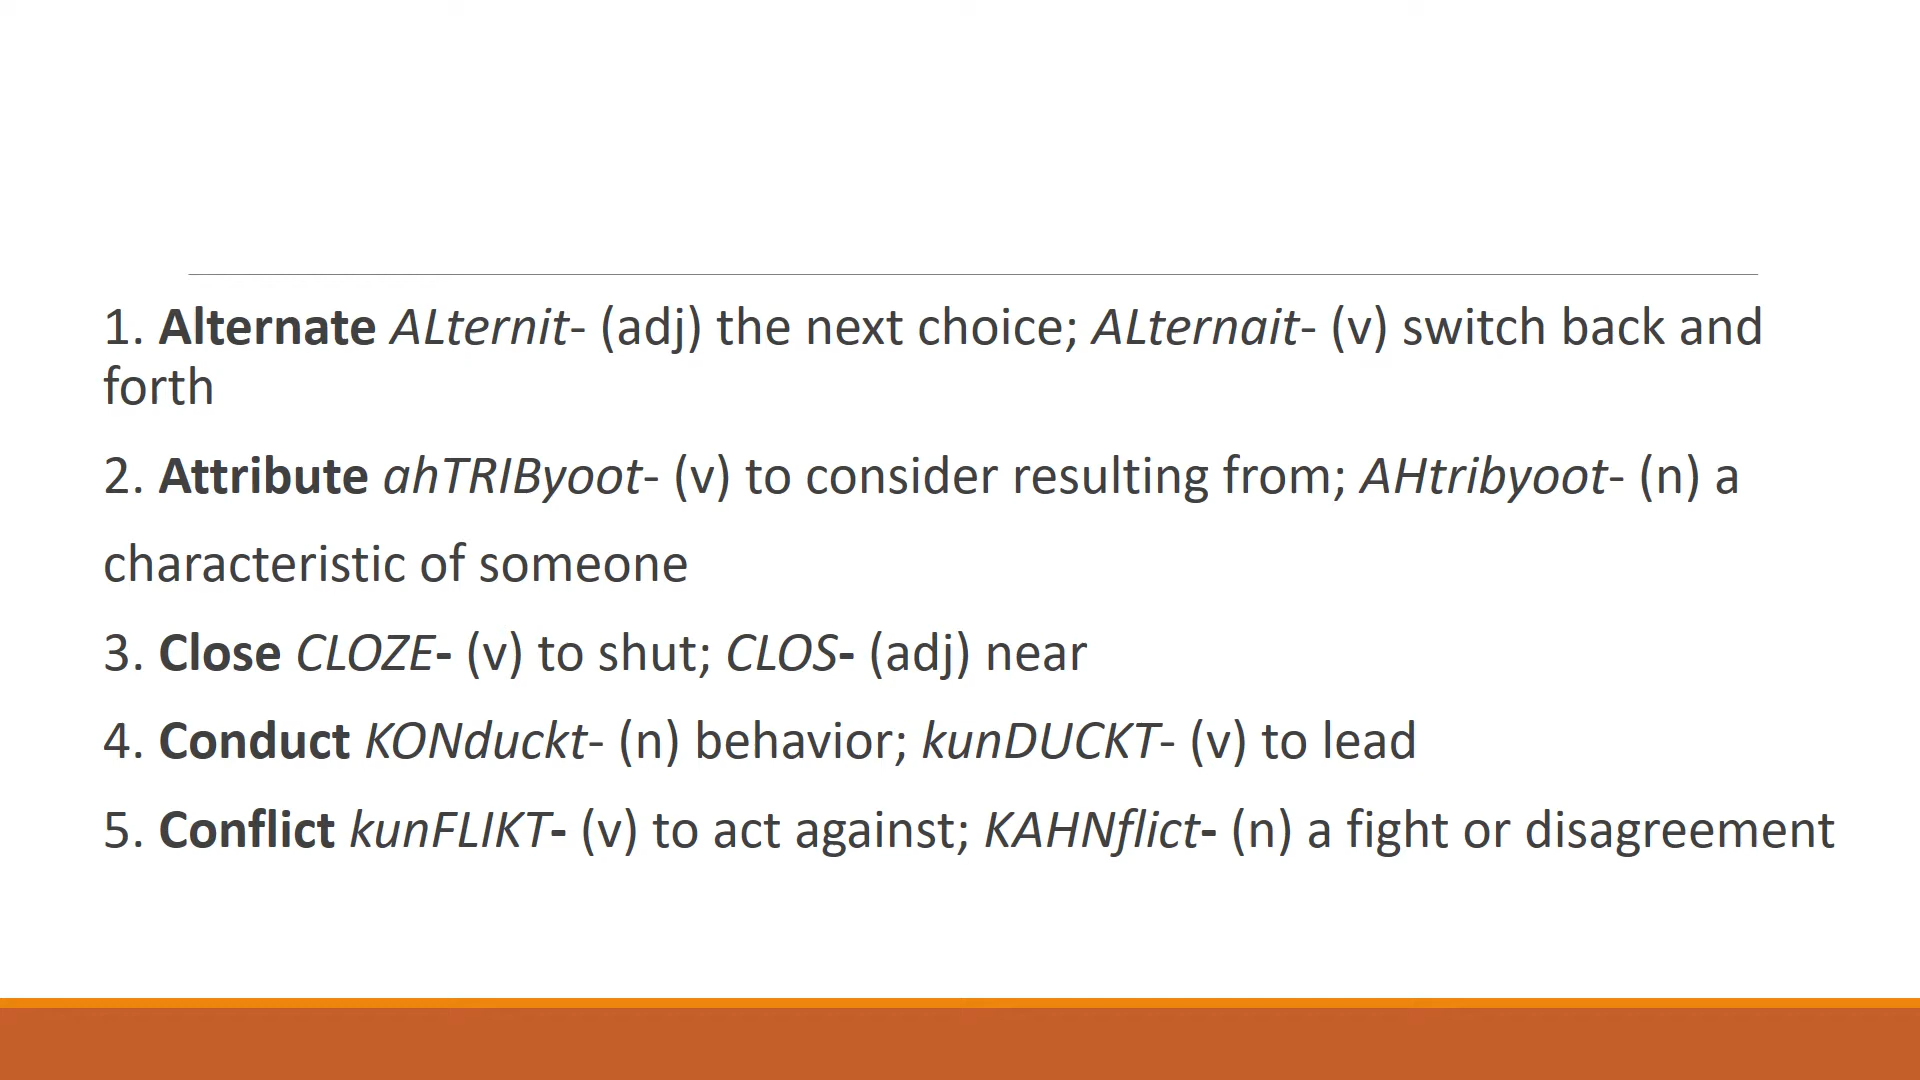 1. Alternate ALternit- (adj) the next choice; ALternait- (v) switch back and
forth
2. Attribute ahTRIByoot- (v) to consider resulting from; AHtribyoot- (n) a
characteristic of someone
3. Close CLOZE- (v) to shut; CLOS- (adj) near
4. Conduct KONduckt- (n) behavior; kunDUCKT- (v) to lead
5. Conflict kunFLIKT- (v) to act against; KAHNflict- (n) a fight or disagreement